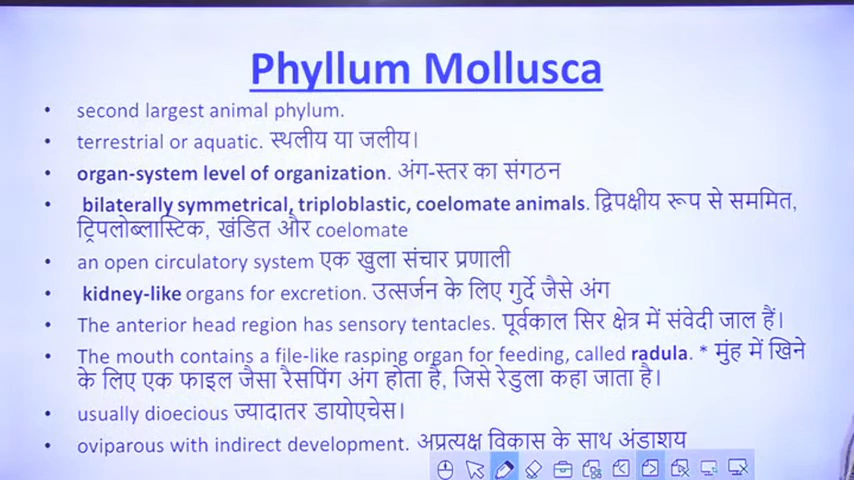 Phyllum Mollusca
• second largest animal phylum.
• terrestrial or aquatic. स्थलीय या जलीय।
• organ-system level of organization. अंग-स्तर का संगठन
• bilaterally symmetrical, triploblastic, coelomate animals. द्विपक्षीय रूप से सममित,
ट्रिपलोब्लास्टिक, खंडित और coelomate
• an open circulatory system एक खुला संचार प्रणाली
• kidney-like organs for excretion. उत्सर्जन के लिए गुर्दे जैसे अंग
• The anterior head region has sensory tentacles. पूर्वकाल सिर क्षेत्र में संवेदी जाल हैं।
• The mouth contains a file-like rasping organ for feeding, called radula. * मुंह में खिने
के लिए एक फाइल जैसा रैसपिंग अंग होता है, जिसे रेडुला कहा जाता है।
• usually dioecious ज्यादातर डायोएचेस।
• oviparous with indirect development. अप्रत्यक्ष विकास के साथ अंडाशय